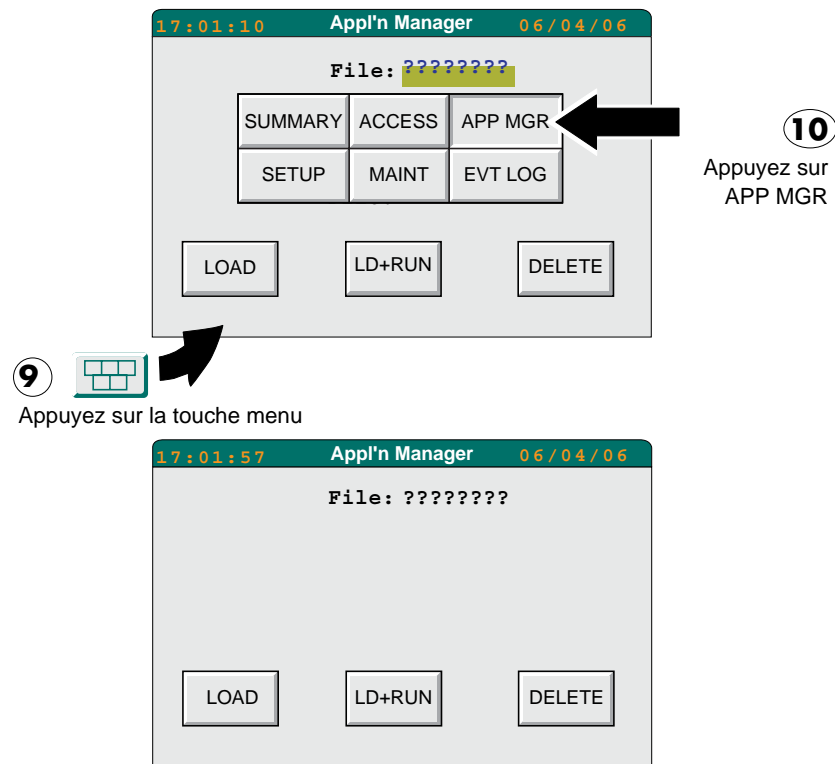 17:01:10 Appl'n Manager 06/04/06
File: ????????
SUMMARY ACCESS APP MGR
SETUP MAINT EVT LOG
10
Appuyez sur
APP MGR
LOAD LD+RUN DELETE
9
Appuyez sur la touche menu
17:01:57 Appl'n Manager 06/04/06
File: ????????
LOAD LD+RUN DELETE